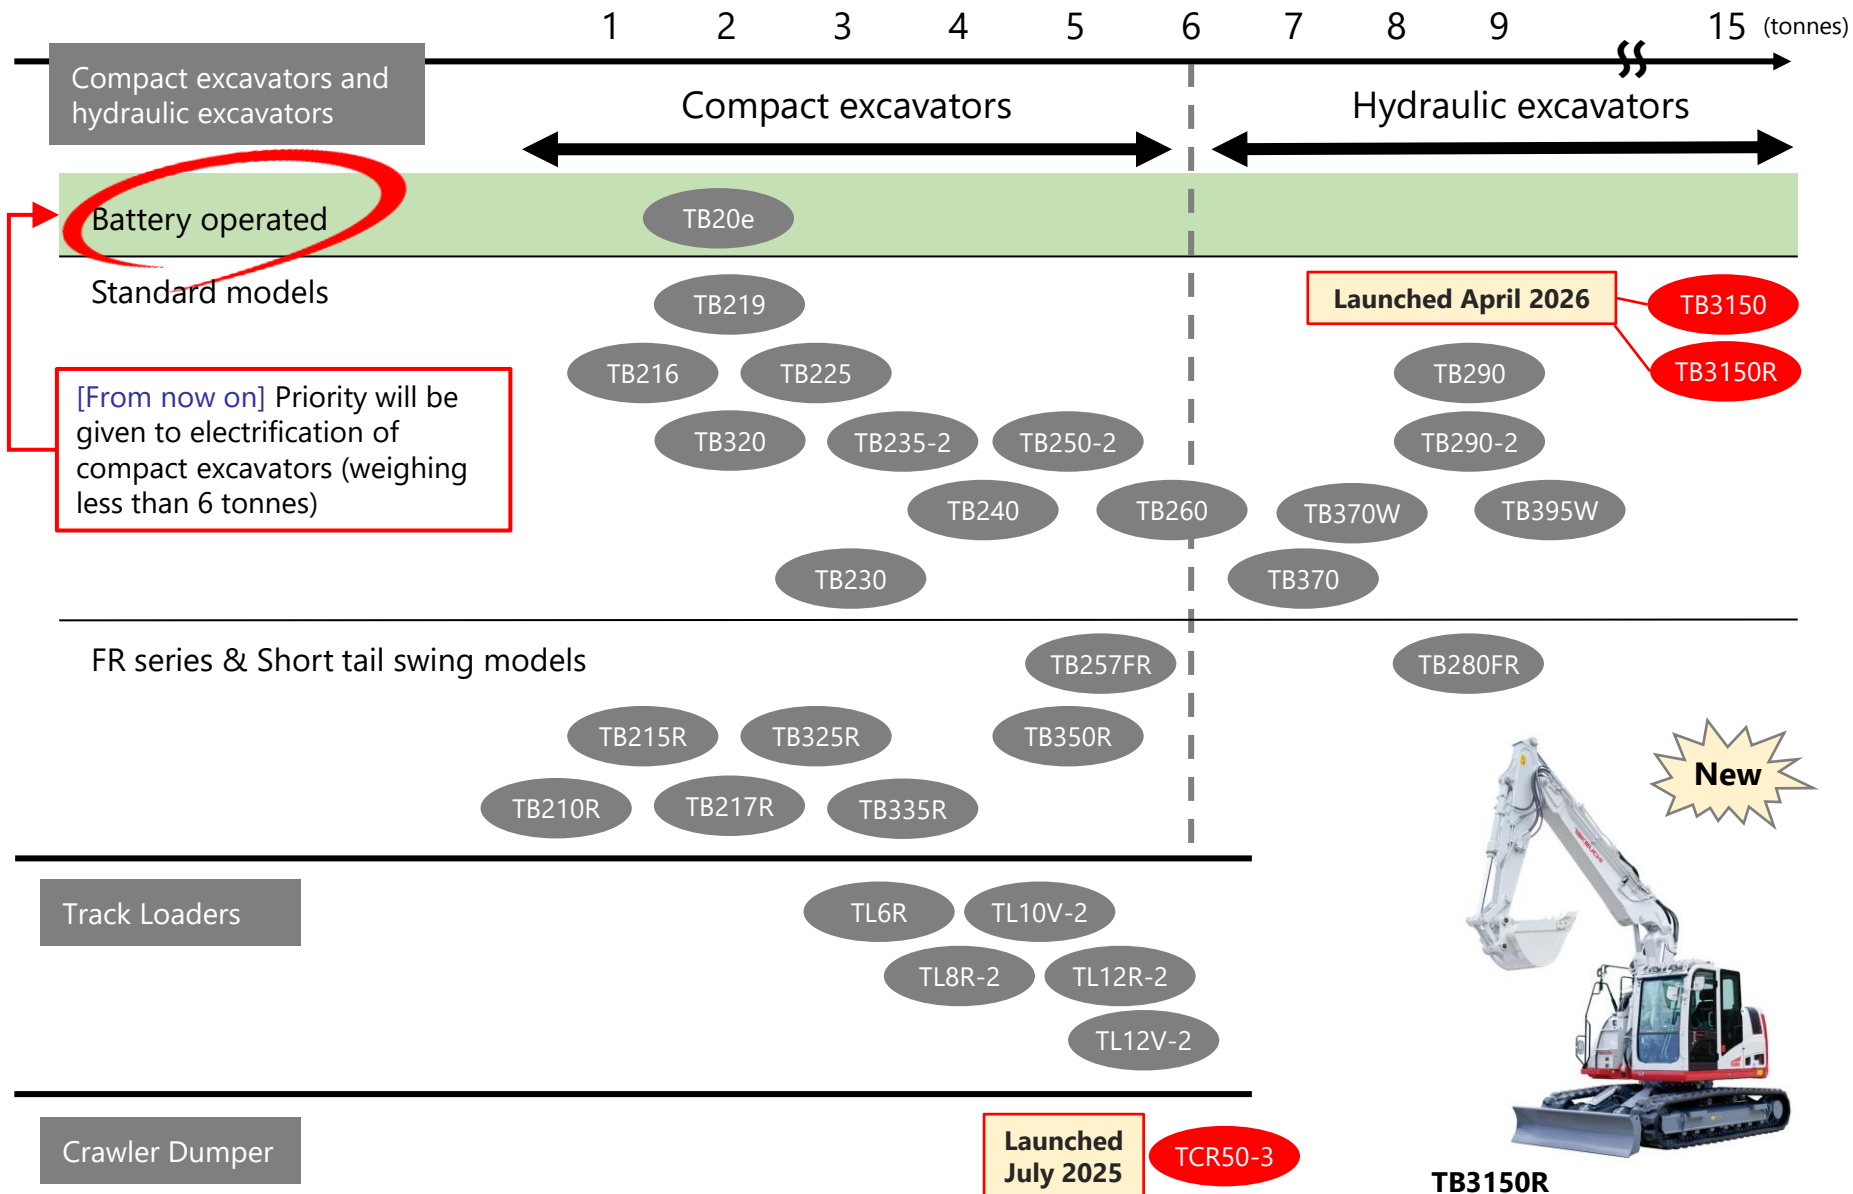 1 2 3 4 5 6 7 8 9 15 (tonnes)
Compact excavators and
hydraulic excavators
Compact excavators
Hydraulic excavators
Battery operated
TB20e
Standard models
TB219
Launched April 2026
TB3150
TB216
TB225
TB290
TB3150R
[From now on] Priority will be
given to electrification of
compact excavators (weighing
less than 6 tonnes)
TB320
TB235-2
TB250-2
TB290-2
TB240
TB260
TB370W
TB395W
TB230
TB370
FR series & Short tail swing models
TB257FR
TB280FR
TB215R
TB325R
TB350R
TB210R
TB217R
TB335R
New
TAKEUCHI
Track Loaders
TL6R
TL10V-2
TL8R-2
TL12R-2
TL12V-2
Crawler Dumper
Launched
July 2025
TCR50-3
TB3150R